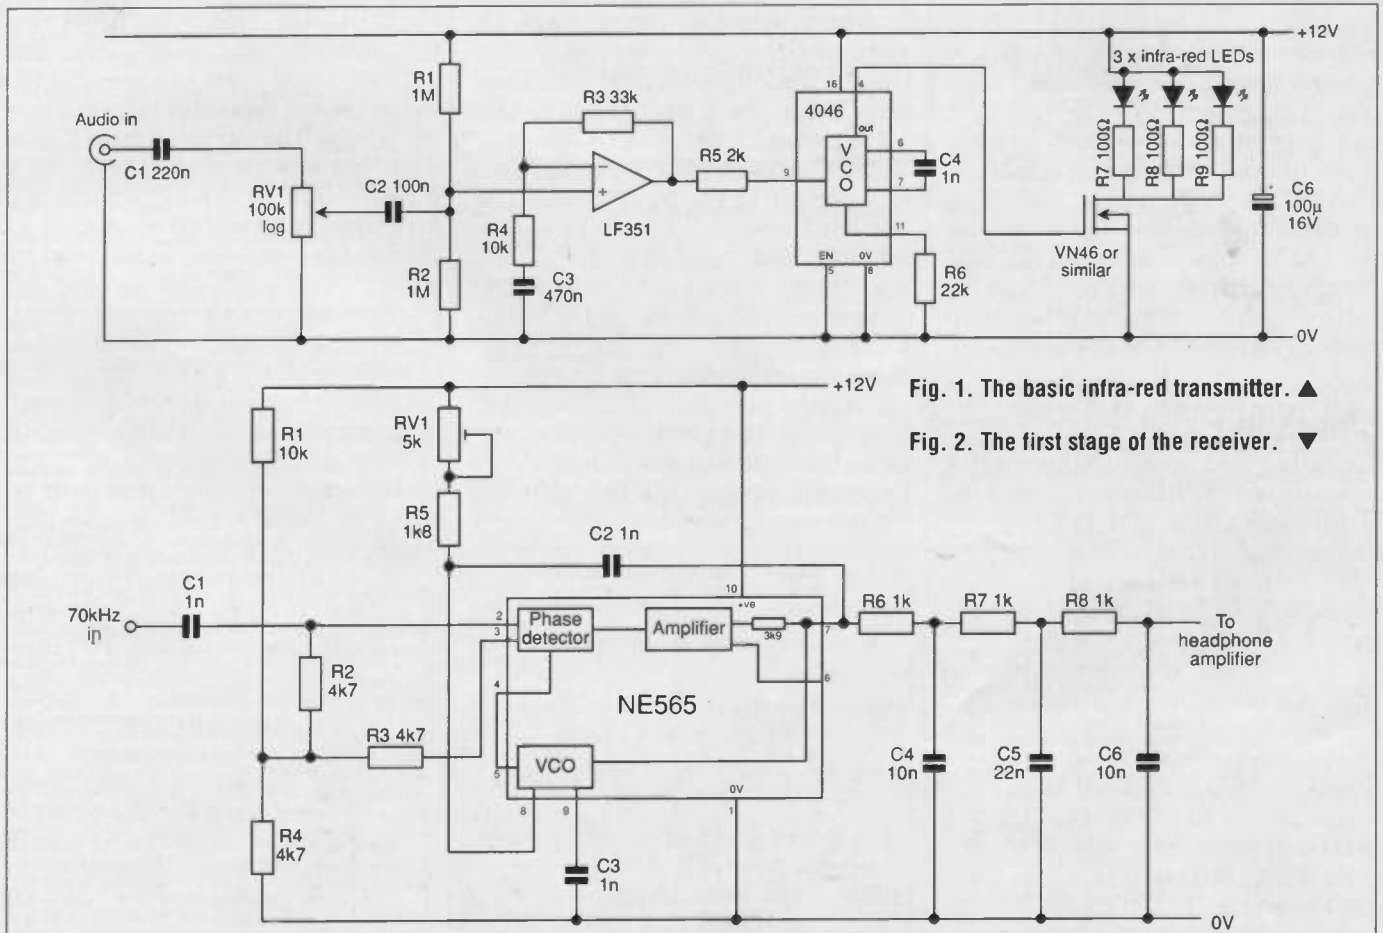 +12V
3 x infra-red LEDs
R1
1M
R3 33k
16
4
4046
Audio in
out
V
C
O
6
7
C4
1n
R7 100Ω
R8 100Ω
R9 100Ω
C1 220n
C2 100n
R5 2k
9
−
+
LF351
RV1
100k
log
R4
10k
C6
100µ
16V
+
11
R2
1M
C3
470n
EN
5
0V
8
R6
22k
VN46 or
similar
0V
Fig. 1. The basic infra-red transmitter. ▲
Fig. 2. The first stage of the receiver. ▼
+12V
R1
10k
RV1
5k
R5
1k8
C2 1n
C1
1n
70kHz
in
10
+ve
2
3
Phase
detector
Amplifier
3k9
7
6
R6 1k
R7 1k
R8 1k
To
headphone
amplifier
R2
4k7
4
NE565
R3 4k7
5
VCO
0V
8
9
1
C4
10n
C5
22n
C6
10n
R4
4k7
C3
1n
0V